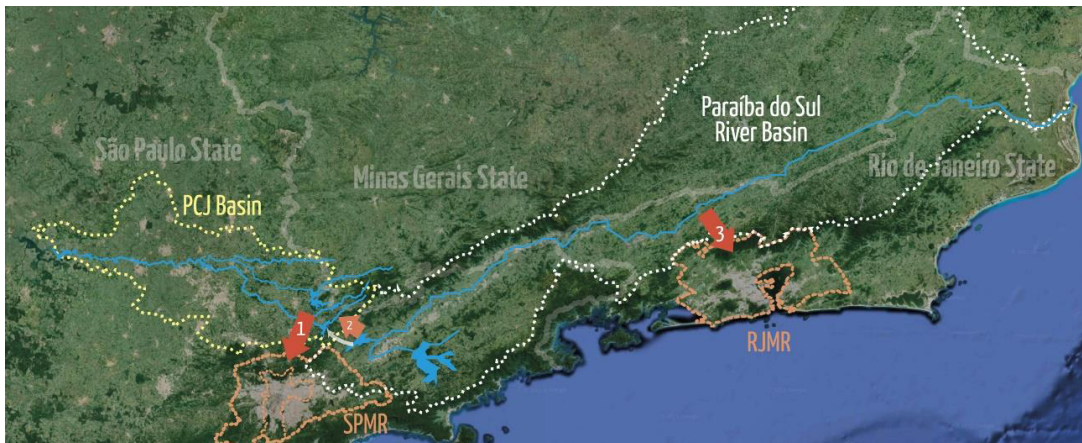 Paraíba do Sul
River Basin
São Paulo State
Minas Gerais State
Rio de Janeiro State
PCJ Basin
3
1
2
RJMR
SPMR